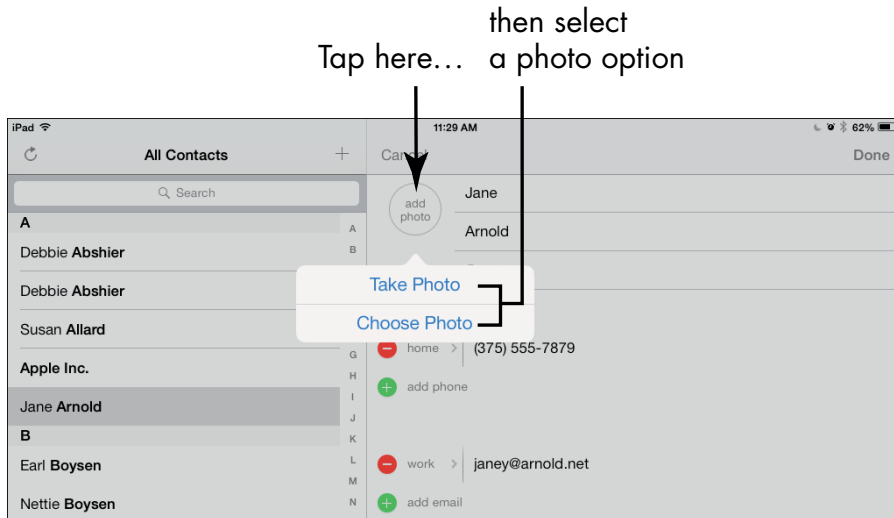 then select
Tap here... a photo option
iPad 11:29 AM 62%
All Contacts + Cancel Done
Search
add photo
Jane
Arnold
A
Debbie Abshier
Debbie Abshier
Susan Allard
Apple Inc.
Jane Arnold
B
Earl Boysen
Nettie Boysen
A
B
G
H
I
J
K
L
M
N
Take Photo
Choose Photo
home > (375) 555-7879
add phone
work > janey@arnold.net
add email